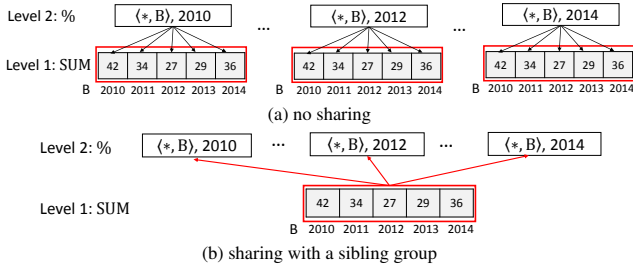 Level 2: % ⟨*, B⟩, 2010 ... ⟨*, B⟩, 2012 ... ⟨*, B⟩, 2014
Level 1: SUM 42 34 27 29 36 42 34 27 29 36 42 34 27 29 36
B 2010 2011 2012 2013 2014 2010 2011 2012 2013 2014 2010 2011 2012 2013 2014
(a) no sharing
Level 2: % ⟨*, B⟩, 2010 ... ⟨*, B⟩, 2012 ... ⟨*, B⟩, 2014
Level 1: SUM 42 34 27 29 36
B 2010 2011 2012 2013 2014
(b) sharing with a sibling group